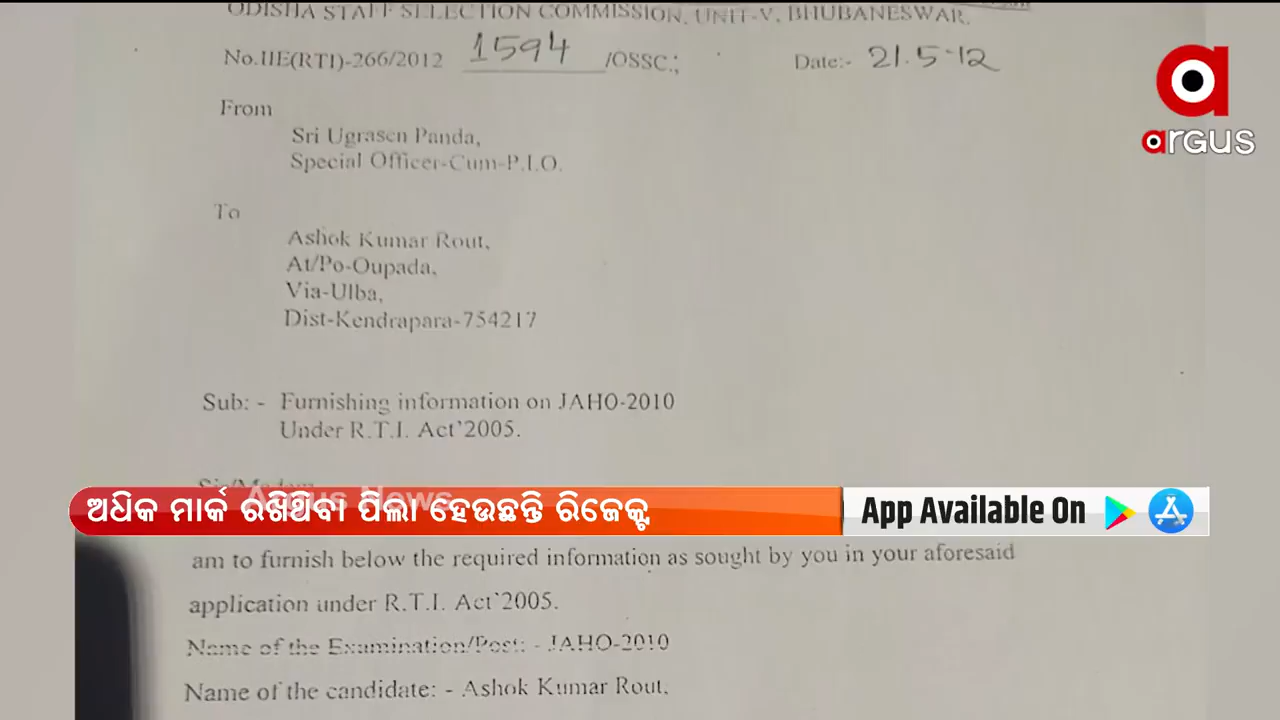 ODISHA STAFF SELECTION COMMISSION, UNIT-V, BHUBANESWAR.
No.IIE(RTI)-266/2012 1594 /OSSC.; Date:- 21.5-12
argus
From
Sri Ugrasen Panda,
Special Officer-Cum-P.I.O.
To
Ashok Kumar Rout,
At/Po-Oupada,
Via-Ulba,
Dist-Kendrapara-754217
Sub: - Furnishing information on JAHO-2010
Under R.T.I. Act'2005.
Sir/Madam
Argus News
ଅଧିକ ମାର୍କ ରଖିଥିବା ପିଲା ହେଉଛନ୍ତି ରିଜେକ୍ଟ
App Available On
am to furnish below the required information as sought by you in your aforesaid
application under R.T.I. Act'2005.
Name of the Examination/Post: - JAHO-2010
Name of the candidate: - Ashok Kumar Rout,